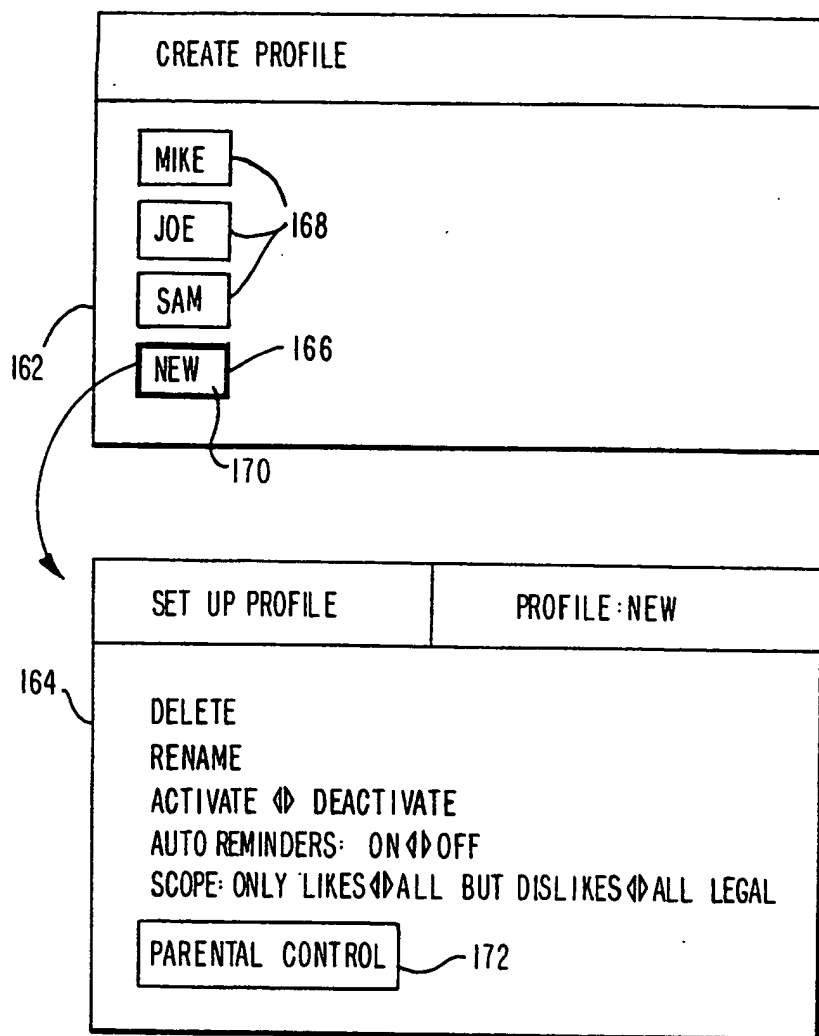 CREATE PROFILE
MIKE
JOE
168
SAM
162
NEW
166
170
SET UP PROFILE
PROFILE:NEW
164
DELETE
RENAME
ACTIVATE ◁▷ DEACTIVATE
AUTO REMINDERS: ON◁▷OFF
SCOPE: ONLY LIKES◁▷ALL BUT DISLIKES◁▷ALL LEGAL
PARENTAL CONTROL
172